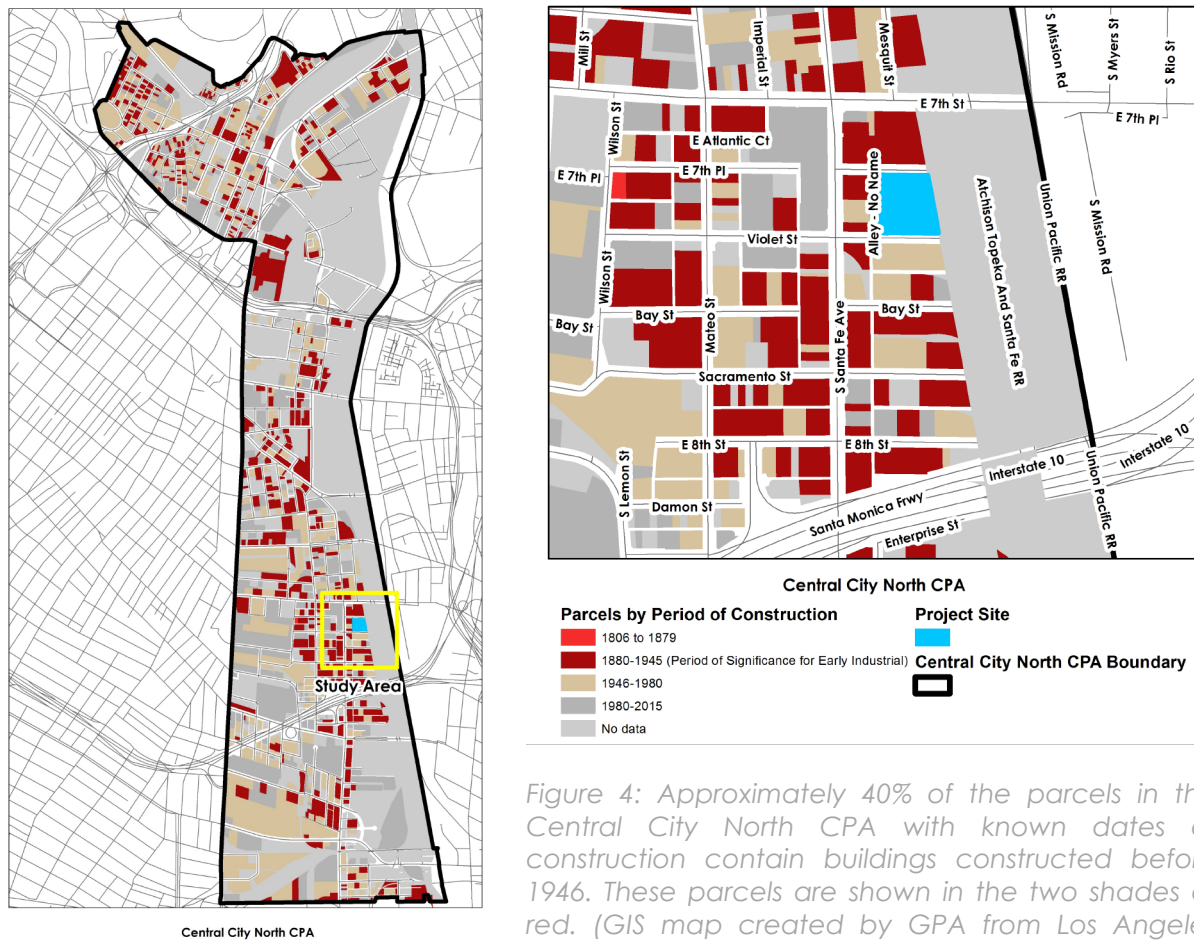 Study Area
Central City North CPA
Mill St
Imperial St
Mesquit St
S Mission Rd
S Myers St
S Rio St
E 7th St
E 7th Pl
Wilson St
E Atlantic Ct
E 7th Pl
E 7th Pl
Alley - No Name
Atchison Topeka And Santa Fe RR
Union Pacific RR
S Mission Rd
Violet St
Wilson St
Mateo St
S Santa Fe Ave
Bay St
Bay St
Bay St
Sacramento St
E 8th St
E 8th St
S Lemon St
Damon St
Santa Monica Frwy
Interstate 10
Interstate 10
Enterprise St
Union Pacific RR
Central City North CPA
Parcels by Period of Construction
1806 to 1879
1880-1945 (Period of Significance for Early Industrial)
1946-1980
1980-2015
No data
Project Site
Central City North CPA Boundary
Figure 4: Approximately 40% of the parcels in th
Central City North CPA with known dates o
construction contain buildings constructed befor
1946. These parcels are shown in the two shades o
red. (GIS map created by GPA from Los Angele